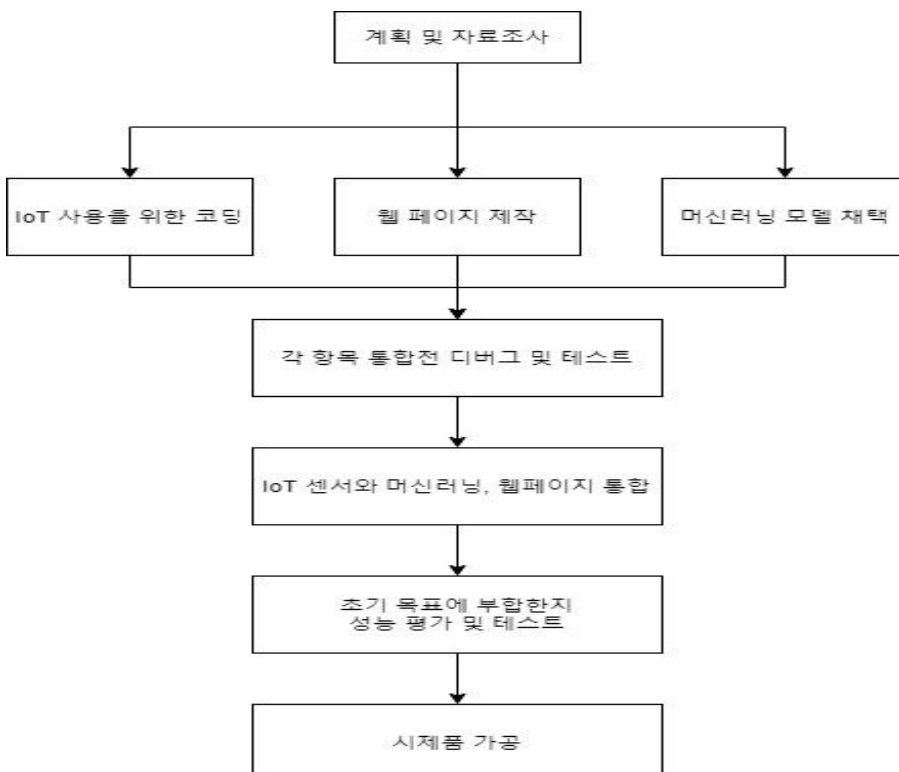 계획 및 자료조사
IoT 사용을 위한 코딩
웹 페이지 제작
머신러닝 모델 채택
각 항목 통합전 디버그 및 테스트
IoT 센서와 머신러닝, 웹페이지 통합
초기 목표에 부합한지
성능 평가 및 테스트
시제품 가공